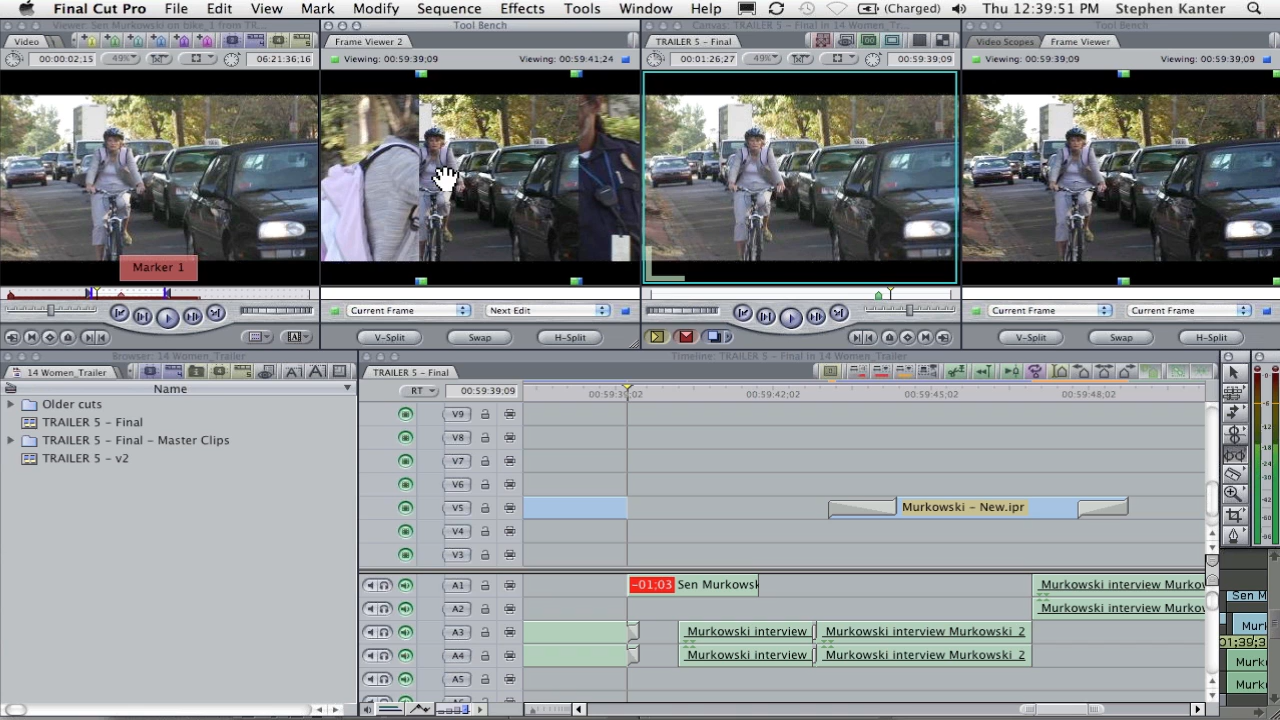 Final Cut Pro File Edit View Mark Modify Sequence Effects Tools Window Help (Charged) Thu 12:39:51 PM Stephen Kanter
Viewer: Sen Murkowski on bike_1 from TR...
Tool Bench
Canvas: TRAILER 5 - Final in 14 Women_Tr...
Tool Bench
Video
Frame Viewer 2
TRAILER 5 - Final
Video Scopes Frame Viewer
00:00:02,15 49% 06:21:36,16
Viewing: 00:59:39;09 Viewing: 00:59:41;24
00:01:26;27 49% 00:59:39;09
Viewing: 00:59:39;09 Viewing: 00:59:39;09
Marker 1
Current Frame Next Edit
Current Frame Current Frame
V-Split Swap H-Split
V-Split Swap H-Split
Browser: 14 Women_Trailer
14 Women_Trailer
Name
Older cuts
TRAILER 5 - Final
TRAILER 5 - Final - Master Clips
TRAILER 5 - v2
Timeline: TRAILER 5 - Final in 14 Women_Trailer
TRAILER 5 - Final
RT 00:59:39;09
00:59:39;02 00:59:42;02 00:59:45;02 00:59:48;02
V9
V8
V7
V6
V5 Murkowski - New.ipr
V4
V3
A1 -01;03 Sen Murkowsk Murkowski interview Murkov
A2 Murkowski interview Murkov
A3 Murkowski interview Murkowski interview Murkowski_2
A4 Murkowski interview Murkowski interview Murkowski_2
A5
0
-6
-12
-18
-24
Sen M
Murk
01;39;3
Murk
Murk